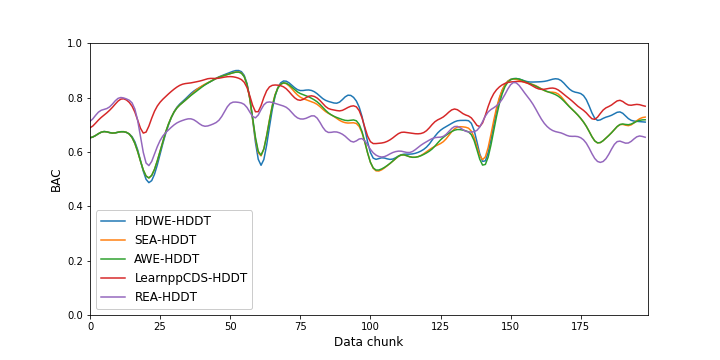 1.0
0.8
0.6
0.4
0.2
0.0
BAC
HDWE-HDDT
SEA-HDDT
AWE-HDDT
LearnppCDS-HDDT
REA-HDDT
0 25 50 75 100 125 150 175
Data chunk